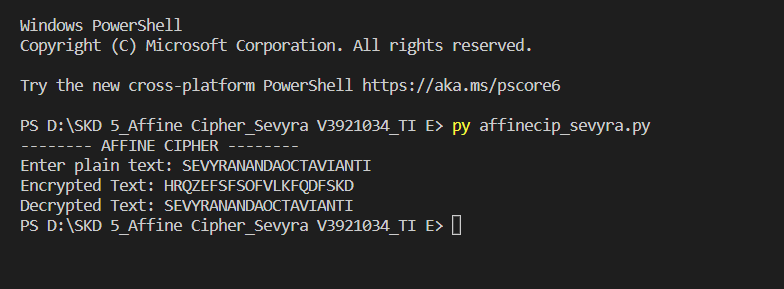 Windows PowerShell
Copyright (C) Microsoft Corporation. All rights reserved.
Try the new cross-platform PowerShell https://aka.ms/pscore6
PS D:\SKD 5_Affine Cipher_Sevyra V3921034_TI E> py affinecip_sevyra.py
-------- AFFINE CIPHER --------
Enter plain text: SEVYRANANDAOCTAVIANTI
Encrypted Text: HRQZEFSFSOFVLKFQDFSKD
Decrypted Text: SEVYRANANDAOCTAVIANTI
PS D:\SKD 5_Affine Cipher_Sevyra V3921034_TI E>